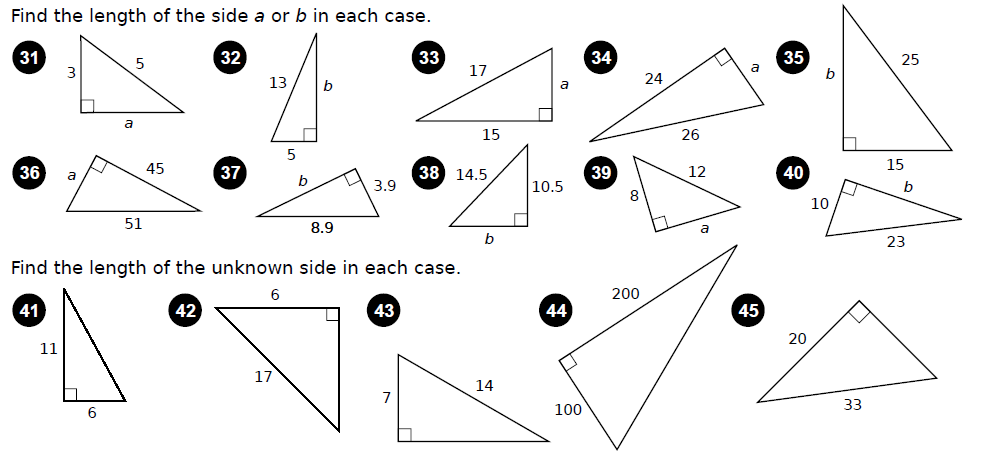 Find the length of the side a or b in each case.
31 3 5 a
32 13 b 5
33 17 a 15
34 24 a 26
35 b 25 15
36 a 45 51
37 b 3.9 8.9
38 14.5 10.5 b
39 8 12 a
40 10 b 23
Find the length of the unknown side in each case.
41 11 6
42 6 17
43 7 14
44 200 100
45 20 33